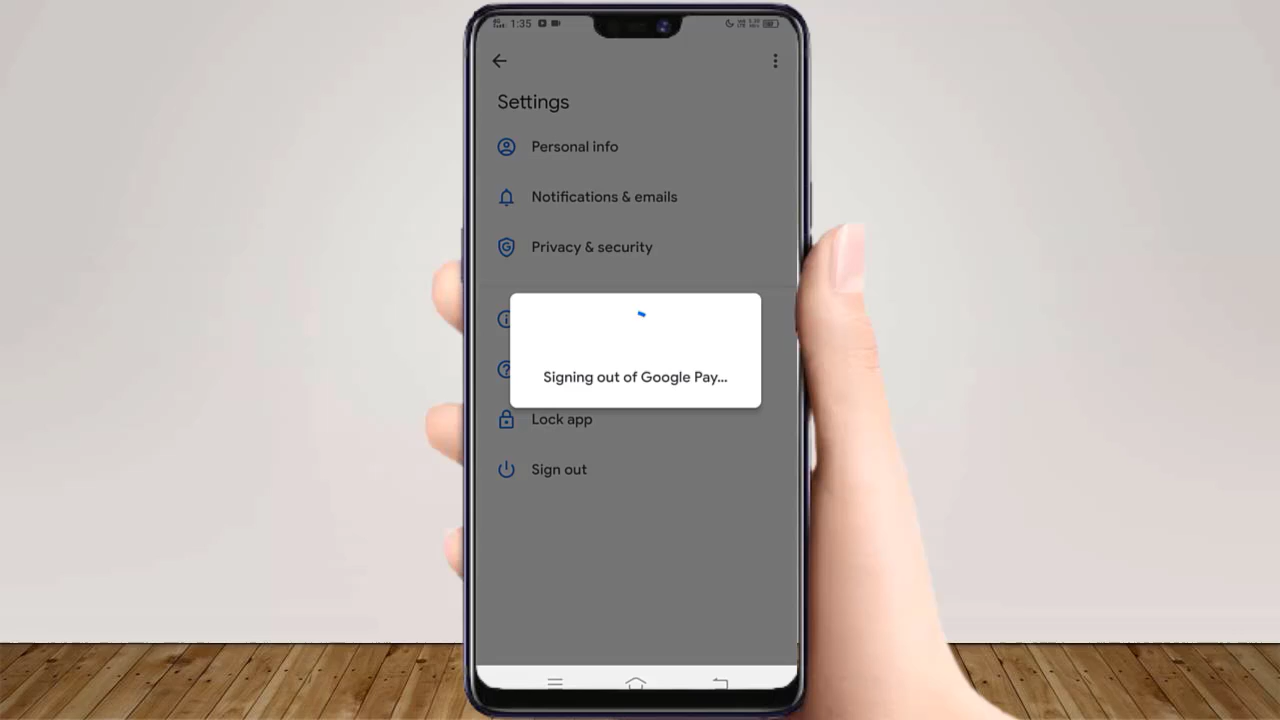 1:35
Settings
Personal info
Notifications & emails
Privacy & security
Signing out of Google Pay...
Lock app
Sign out